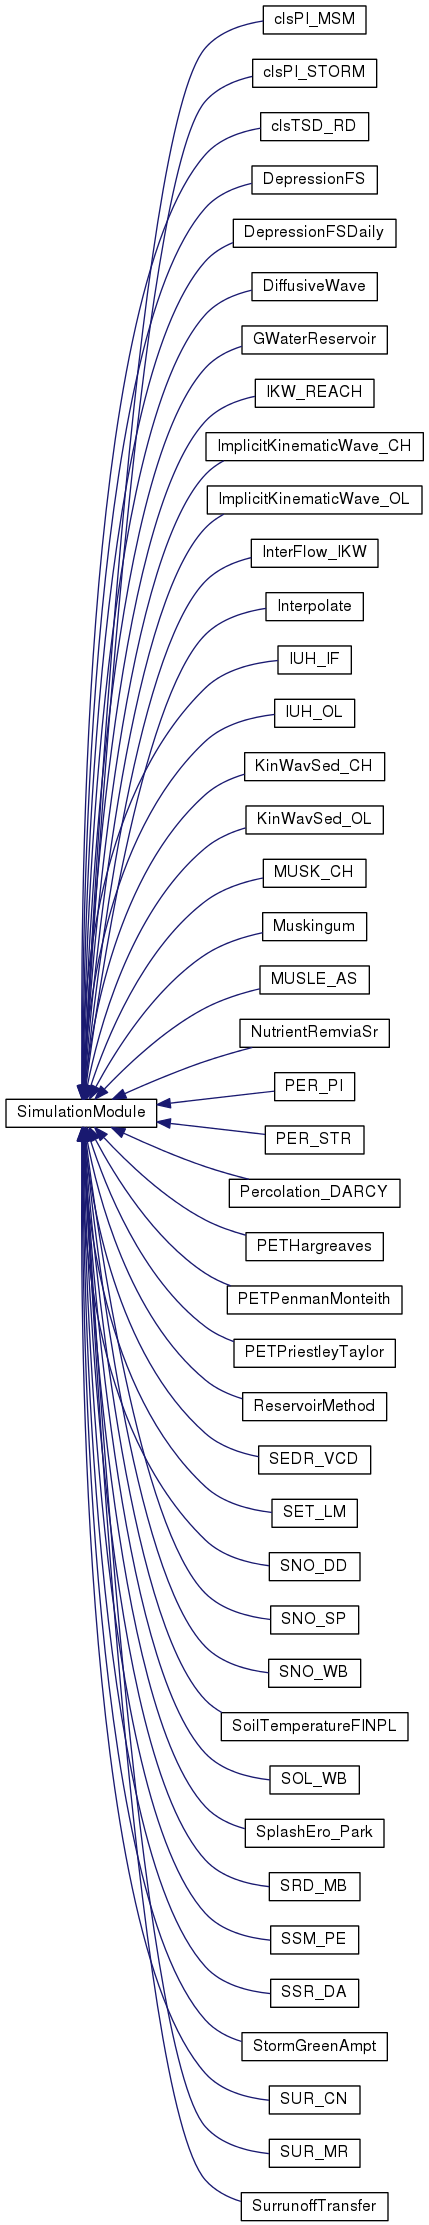 clsPI_MSM
clsPI_STORM
clsTSD_RD
DepressionFS
DepressionFSDaily
DiffusiveWave
GWaterReservoir
IKW_REACH
ImplicitKinematicWave_CH
ImplicitKinematicWave_OL
InterFlow_IKW
Interpolate
IUH_IF
IUH_OL
KinWavSed_CH
KinWavSed_OL
MUSK_CH
Muskingum
MUSLE_AS
NutrientRemviaSr
PER_PI
SimulationModule
PER_STR
Percolation_DARCY
PETHargreaves
PETPenmanMonteith
PETPriestleyTaylor
ReservoirMethod
SEDR_VCD
SET_LM
SNO_DD
SNO_SP
SNO_WB
SoilTemperatureFINPL
SOL_WB
SplashEro_Park
SRD_MB
SSM_PE
SSR_DA
StormGreenAmpt
SUR_CN
SUR_MR
SurrunoffTransfer